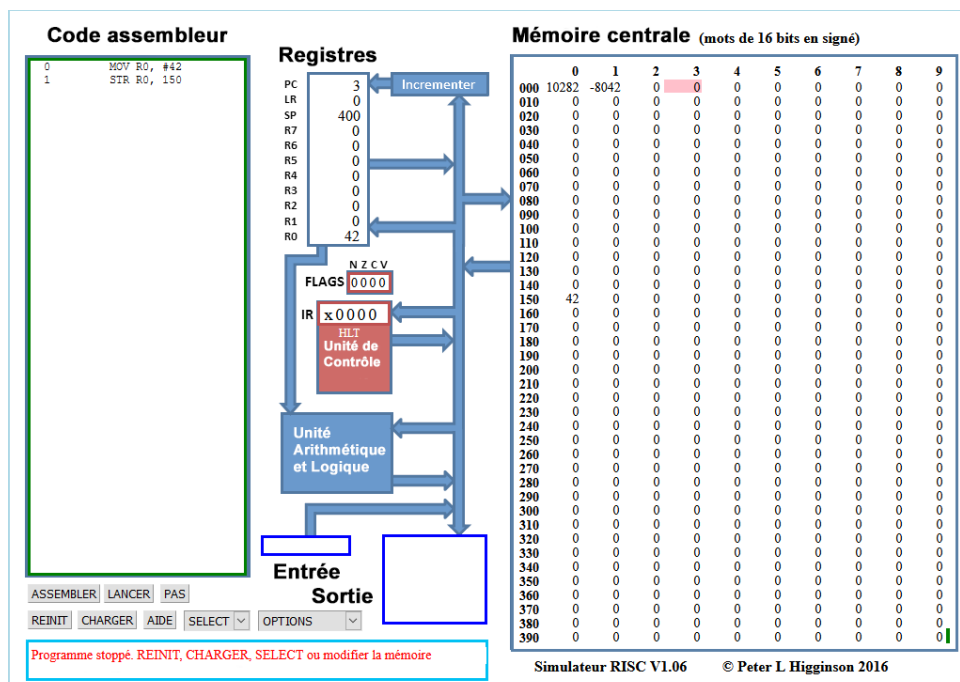 Code assembleur
0 MOV R0, #42
1 STR R0, 150
ASSEMBLER LANCER PAS
REINIT CHARGER AIDE SELECT OPTIONS
Programme stoppé. REINIT, CHARGER, SELECT ou modifier la mémoire
Registres
PC 3
LR 0
SP 400
R7 0
R6 0
R5 0
R4 0
R3 0
R2 0
R1 0
R0 42
Incrementer
N Z C V
FLAGS 0000
IR x0000
HLT
Unité de
Contrôle
Unité
Arithmétique
et Logique
Entrée
Sortie
Mémoire centrale (mots de 16 bits en signé)
0 1 2 3 4 5 6 7 8 9
000 10282 -8042 0 0 0 0 0 0 0 0
010 0 0 0 0 0 0 0 0 0 0
020 0 0 0 0 0 0 0 0 0 0
030 0 0 0 0 0 0 0 0 0 0
040 0 0 0 0 0 0 0 0 0 0
050 0 0 0 0 0 0 0 0 0 0
060 0 0 0 0 0 0 0 0 0 0
070 0 0 0 0 0 0 0 0 0 0
080 0 0 0 0 0 0 0 0 0 0
090 0 0 0 0 0 0 0 0 0 0
100 0 0 0 0 0 0 0 0 0 0
110 0 0 0 0 0 0 0 0 0 0
120 0 0 0 0 0 0 0 0 0 0
130 0 0 0 0 0 0 0 0 0 0
140 0 0 0 0 0 0 0 0 0 0
150 42 0 0 0 0 0 0 0 0 0
160 0 0 0 0 0 0 0 0 0 0
170 0 0 0 0 0 0 0 0 0 0
180 0 0 0 0 0 0 0 0 0 0
190 0 0 0 0 0 0 0 0 0 0
200 0 0 0 0 0 0 0 0 0 0
210 0 0 0 0 0 0 0 0 0 0
220 0 0 0 0 0 0 0 0 0 0
230 0 0 0 0 0 0 0 0 0 0
240 0 0 0 0 0 0 0 0 0 0
250 0 0 0 0 0 0 0 0 0 0
260 0 0 0 0 0 0 0 0 0 0
270 0 0 0 0 0 0 0 0 0 0
280 0 0 0 0 0 0 0 0 0 0
290 0 0 0 0 0 0 0 0 0 0
300 0 0 0 0 0 0 0 0 0 0
310 0 0 0 0 0 0 0 0 0 0
320 0 0 0 0 0 0 0 0 0 0
330 0 0 0 0 0 0 0 0 0 0
340 0 0 0 0 0 0 0 0 0 0
350 0 0 0 0 0 0 0 0 0 0
360 0 0 0 0 0 0 0 0 0 0
370 0 0 0 0 0 0 0 0 0 0
380 0 0 0 0 0 0 0 0 0 0
390 0 0 0 0 0 0 0 0 0 0
Simulateur RISC V1.06 © Peter L Higginson 2016